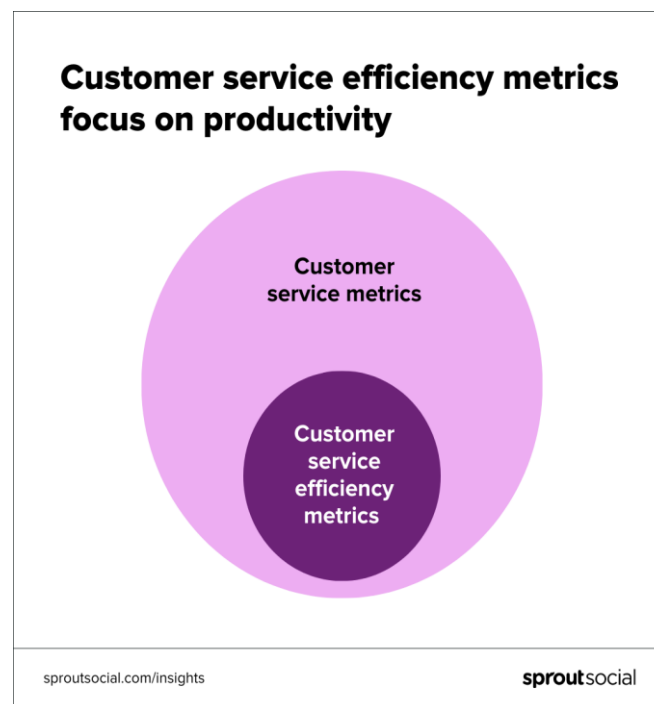 Customer service efficiency metrics
focus on productivity
Customer
service metrics
Customer
service
efficiency
metrics
sproutsocial.com/insights
sproutsocial